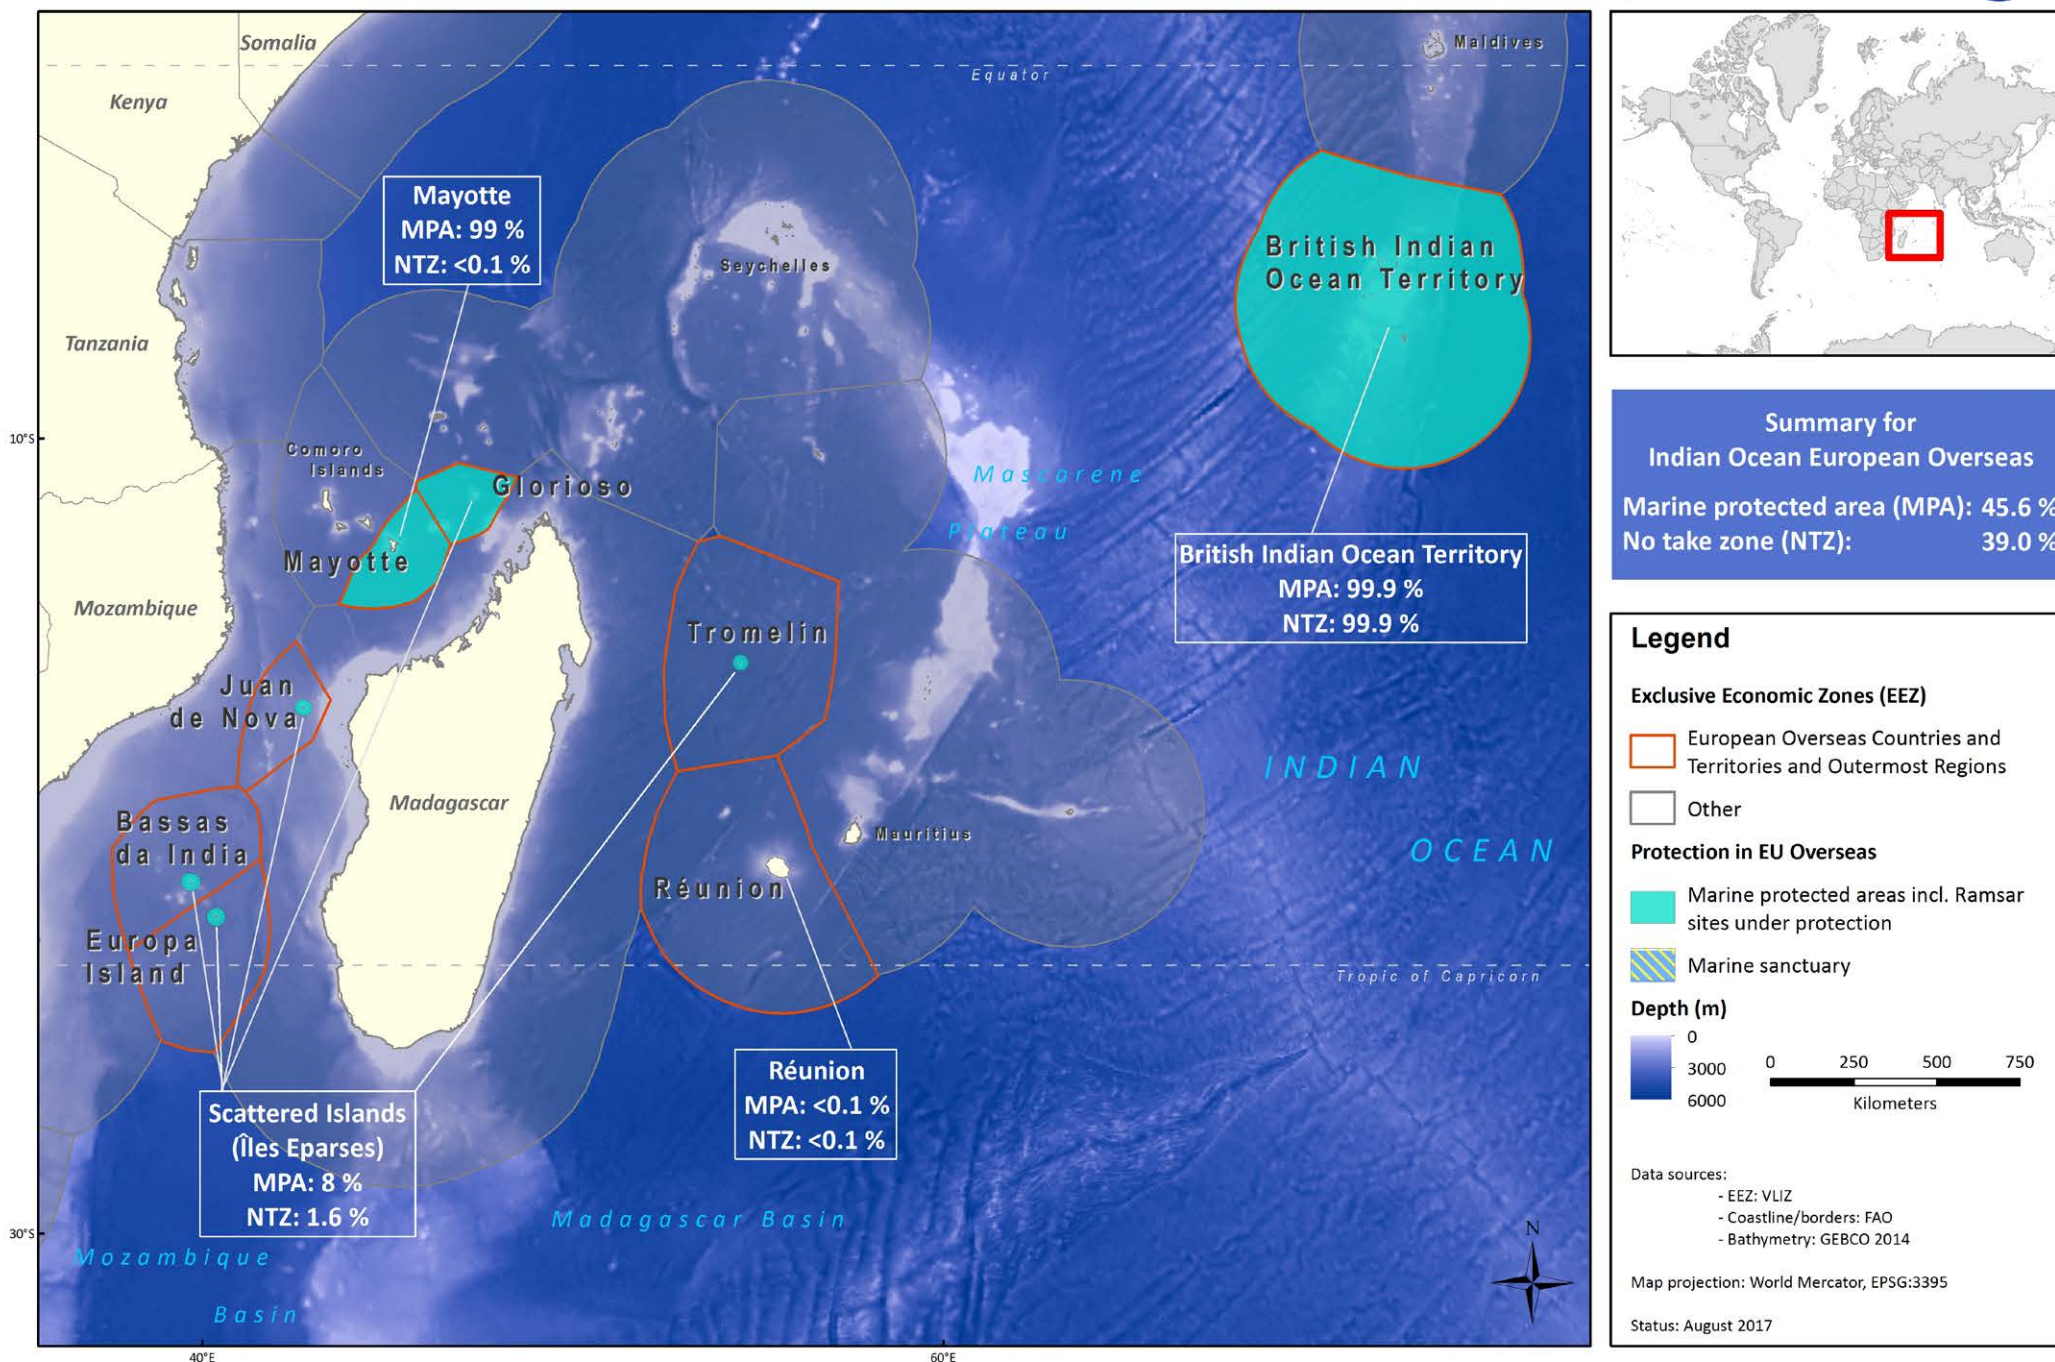 Somalia
Kenya
Tanzania
Mozambique
Madagascar
Equator
Maldives
Mayotte
MPA: 99 %
NTZ: <0.1 %
Seychelles
British Indian
Ocean Territory
10°S
Comoro
Islands
Glorioso
Mayotte
Mascarene
Plateau
British Indian Ocean Territory
MPA: 99.9 %
NTZ: 99.9 %
Tromelin
Juan
de Nova
INDIAN
OCEAN
Bassas
da India
Mauritius
Réunion
Europa
Island
Tropic of Capricorn
Réunion
MPA: <0.1 %
NTZ: <0.1 %
Scattered Islands
(Îles Eparses)
MPA: 8 %
NTZ: 1.6 %
Madagascar Basin
30°S
Mozambique
Basin
N
40°E
60°E
Summary for
Indian Ocean European Overseas
Marine protected area (MPA): 45.6 %
No take zone (NTZ): 39.0 %
Legend
Exclusive Economic Zones (EEZ)
European Overseas Countries and
Territories and Outermost Regions
Other
Protection in EU Overseas
Marine protected areas incl. Ramsar
sites under protection
Marine sanctuary
Depth (m)
0
3000
6000
0 250 500 750
Kilometers
Data sources:
- EEZ: VLIZ
- Coastline/borders: FAO
- Bathymetry: GEBCO 2014
Map projection: World Mercator, EPSG:3395
Status: August 2017